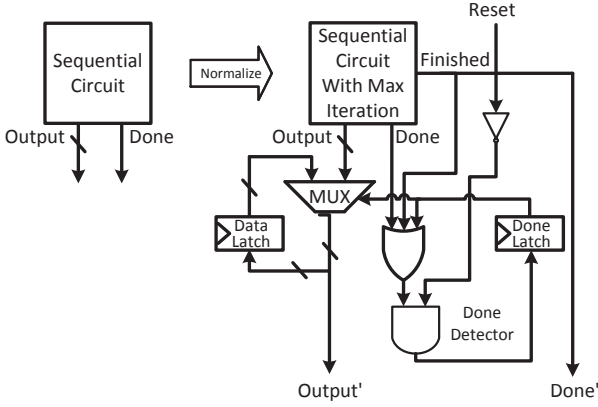 Reset
Sequential
Circuit
Normalize
Sequential
Circuit
With Max
Iteration
Finished
Output
Done
Output
Done
MUX
Data
Latch
Done
Latch
Done
Detector
Output'
Done'